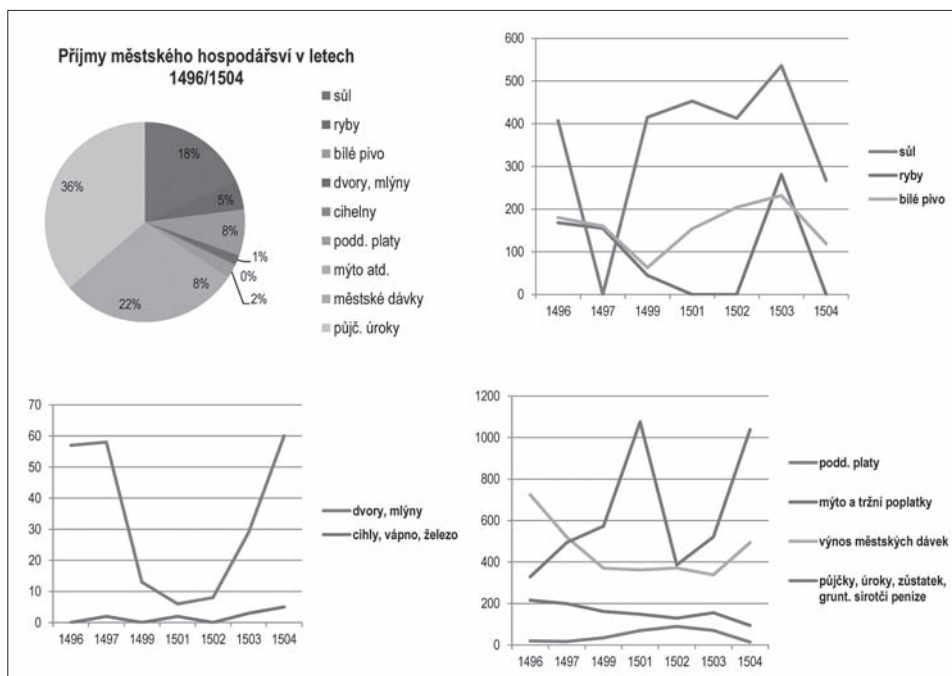 Příjmy městského hospodářsví v letech
1496/1504
18%
5%
8%
1%
0%
2%
8%
22%
36%
sůl
ryby
bílé pivo
dvory, mlýny
cihelny
podd. platy
mýto atd.
městské dávky
půjč. úroky
600
500
400
300
200
100
0
1496 1497 1499 1501 1502 1503 1504
sůl
ryby
bílé pivo
70
60
50
40
30
20
10
0
1496 1497 1499 1501 1502 1503 1504
dvory, mlýny
cihly, vápno, železo
1200
1000
800
600
400
200
0
1496 1497 1499 1501 1502 1503 1504
podd. platy
mýto a tržní poplatky
výnos městských dávek
půjčky, úroky, zůstatek,
grunt. sirotčí peníze